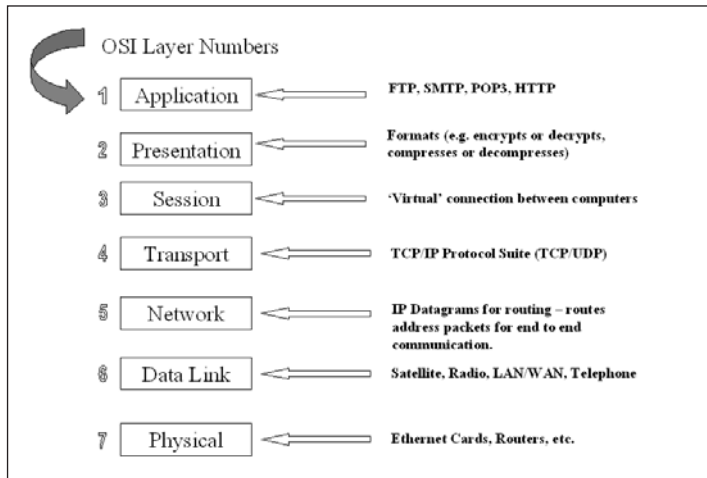 OSI Layer Numbers
1 Application
FTP, SMTP, POP3, HTTP
2 Presentation
Formats (e.g. encrypts or decrypts,
compresses or decompresses)
3 Session
‘Virtual’ connection between computers
4 Transport
TCP/IP Protocol Suite (TCP/UDP)
5 Network
IP Datagrams for routing – routes
address packets for end to end
communication.
6 Data Link
Satellite, Radio, LAN/WAN, Telephone
7 Physical
Ethernet Cards, Routers, etc.